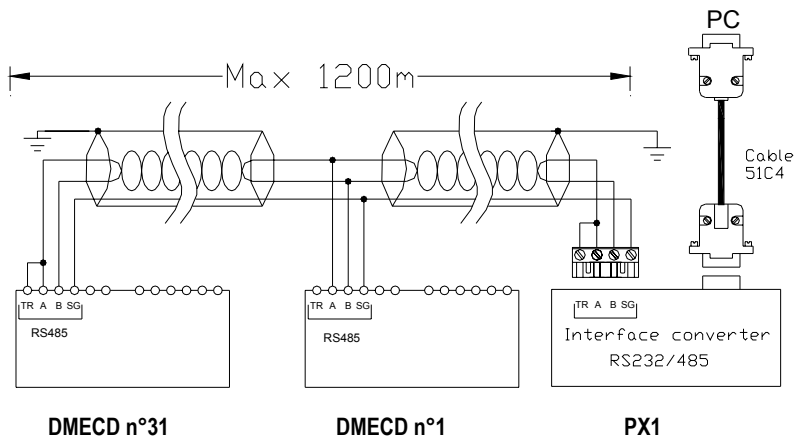 PC
Max 1200m
Cable
51C4
TR A B SG
RS485
TR A B SG
RS485
TR A B SG
Interface converter
RS232/485
DMECD n°31
DMECD n°1
PX1